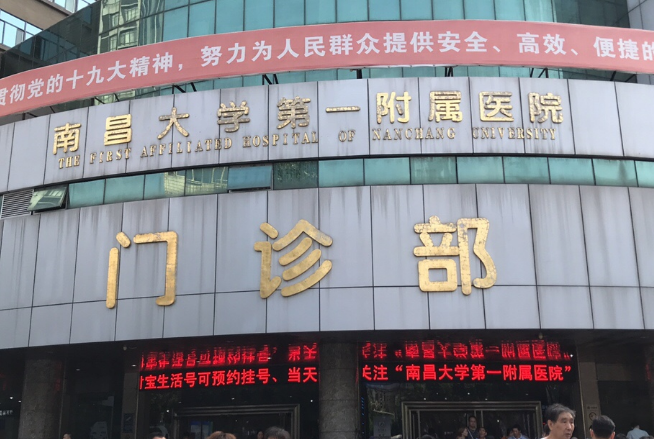 贯彻党的十九大精神，努力为人民群众提供安全、高效、便捷的
南昌大学第一附属医院
THE FIRST AFFILIATED HOSPITAL OF NANCHANG UNIVERSITY
门诊部
宝生活号可预约挂号、当天
关注“南昌大学第一附属医院”